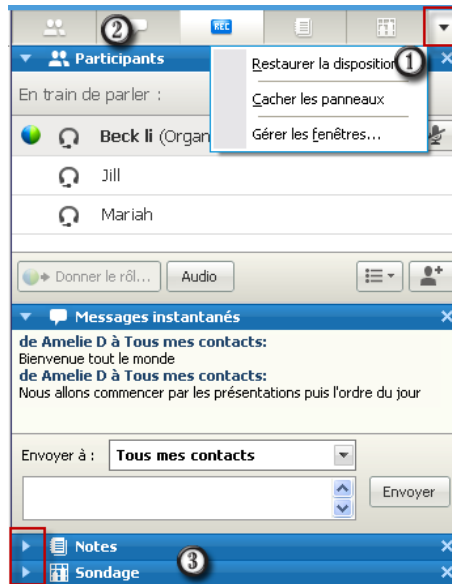 2
REC
Participants
Restaurer la disposition
1
En train de parler :
Cacher les panneaux
Gérer les fenêtres...
Beck li (Organ
Jill
Mariah
Donner le rôl...
Audio
Messages instantanés
de Amelie D à Tous mes contacts:
Bienvenue tout le monde
de Amelie D à Tous mes contacts:
Nous allons commencer par les présentations puis l'ordre du jour
Envoyer à :
Tous mes contacts
Envoyer
Notes
3
Sondage